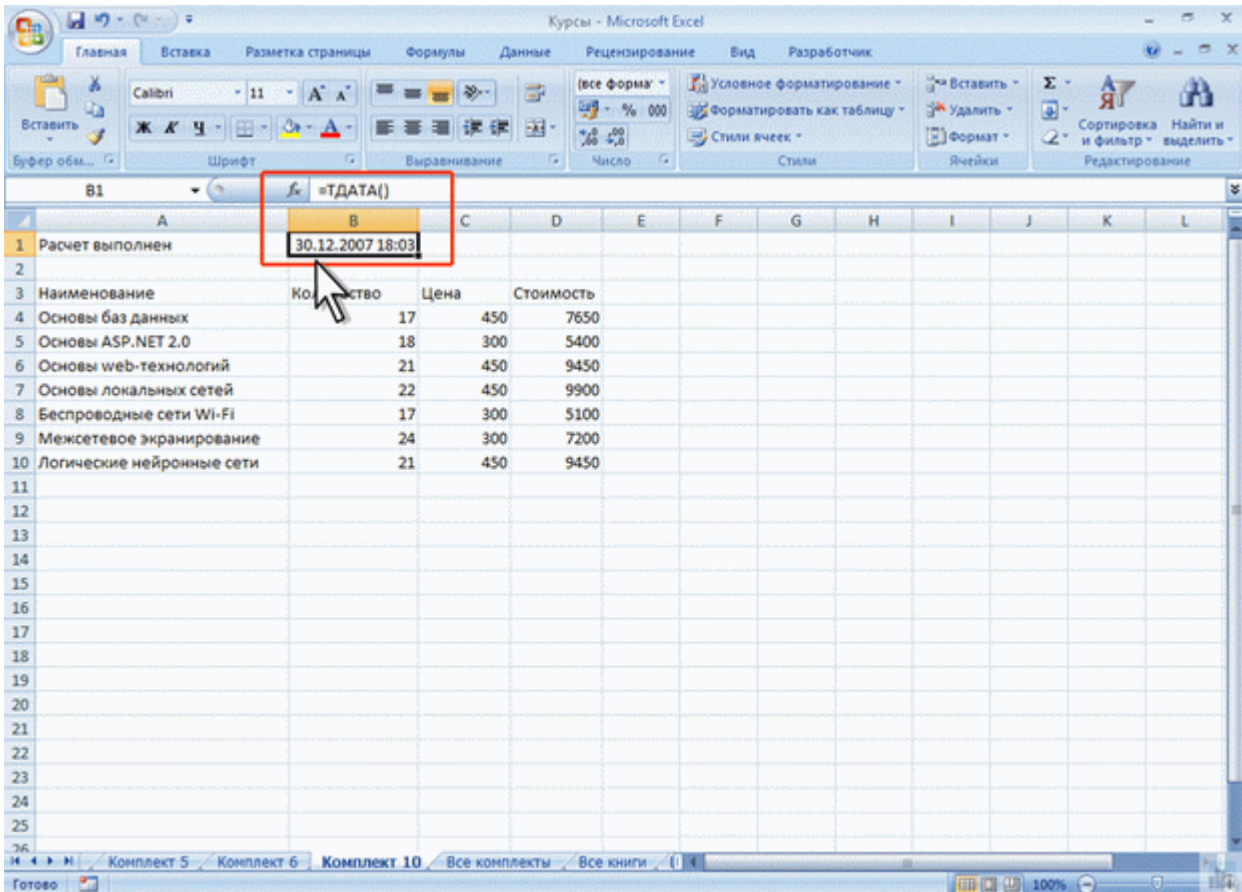 Курсы - Microsoft Excel
Главная Вставка Разметка страницы Формулы Данные Рецензирование Вид Разработчик
Вставить
Calibri 11
Ж К Ч
(все форма
% 000
Условное форматирование
Форматировать как таблицу
Стили ячеек
Вставить
Удалить
Формат
Σ
Сортировка и фильтр
Найти и выделить
Буфер обм... Шрифт Выравнивание Число Стили Ячейки Редактирование
B1 fx =ТДАТА()
A B C D E F G H I J K L
1 Расчет выполнен 30.12.2007 18:03
2
3 Наименование Цена Стоимость
4 Основы баз данных 17 450 7650
5 Основы ASP.NET 2.0 18 300 5400
6 Основы web-технологий 21 450 9450
7 Основы локальных сетей 22 450 9900
8 Беспроводные сети Wi-Fi 17 300 5100
9 Межсетевое экранирование 24 300 7200
10 Логические нейронные сети 21 450 9450
11
12
13
14
15
16
17
18
19
20
21
22
23
24
25
26
Комплект 5 Комплект 6 Комплект 10 Все комплекты Все книги
Готово 100%